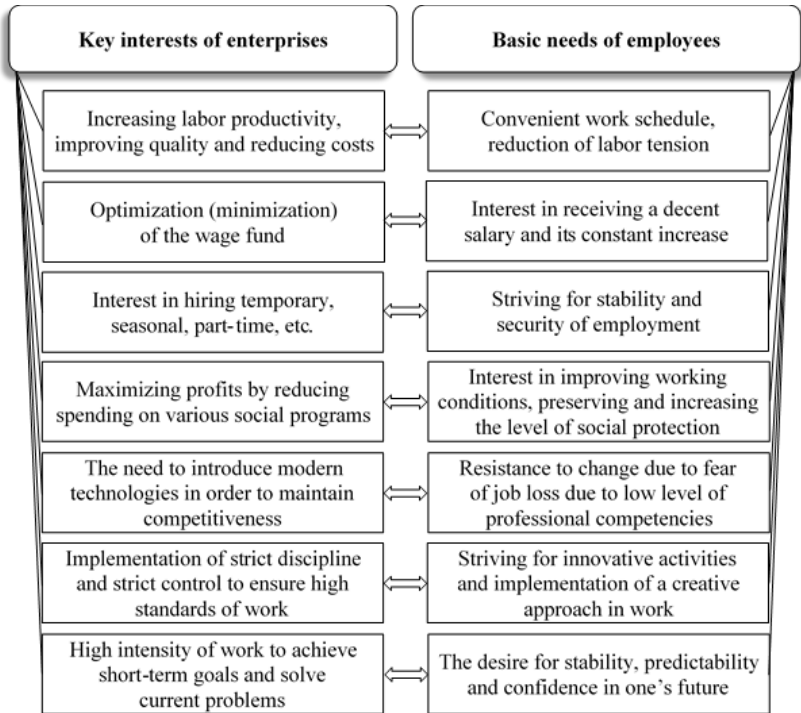 Key interests of enterprises
Basic needs of employees
Increasing labor productivity,
improving quality and reducing costs
Convenient work schedule,
reduction of labor tension
Optimization (minimization)
of the wage fund
Interest in receiving a decent
salary and its constant increase
Interest in hiring temporary,
seasonal, part-time, etc.
Striving for stability and
security of employment
Maximizing profits by reducing
spending on various social programs
Interest in improving working
conditions, preserving and increasing
the level of social protection
The need to introduce modern
technologies in order to maintain
competitiveness
Resistance to change due to fear
of job loss due to low level of
professional competencies
Implementation of strict discipline
and strict control to ensure high
standards of work
Striving for innovative activities
and implementation of a creative
approach in work
High intensity of work to achieve
short-term goals and solve
current problems
The desire for stability, predictability
and confidence in one’s future